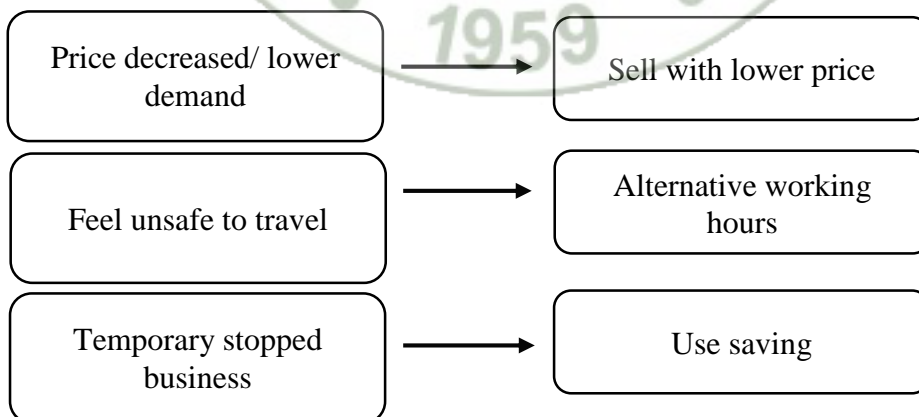 1959
Price decreased/ lower
demand
Sell with lower price
Feel unsafe to travel
Alternative working
hours
Temporary stopped
business
Use saving